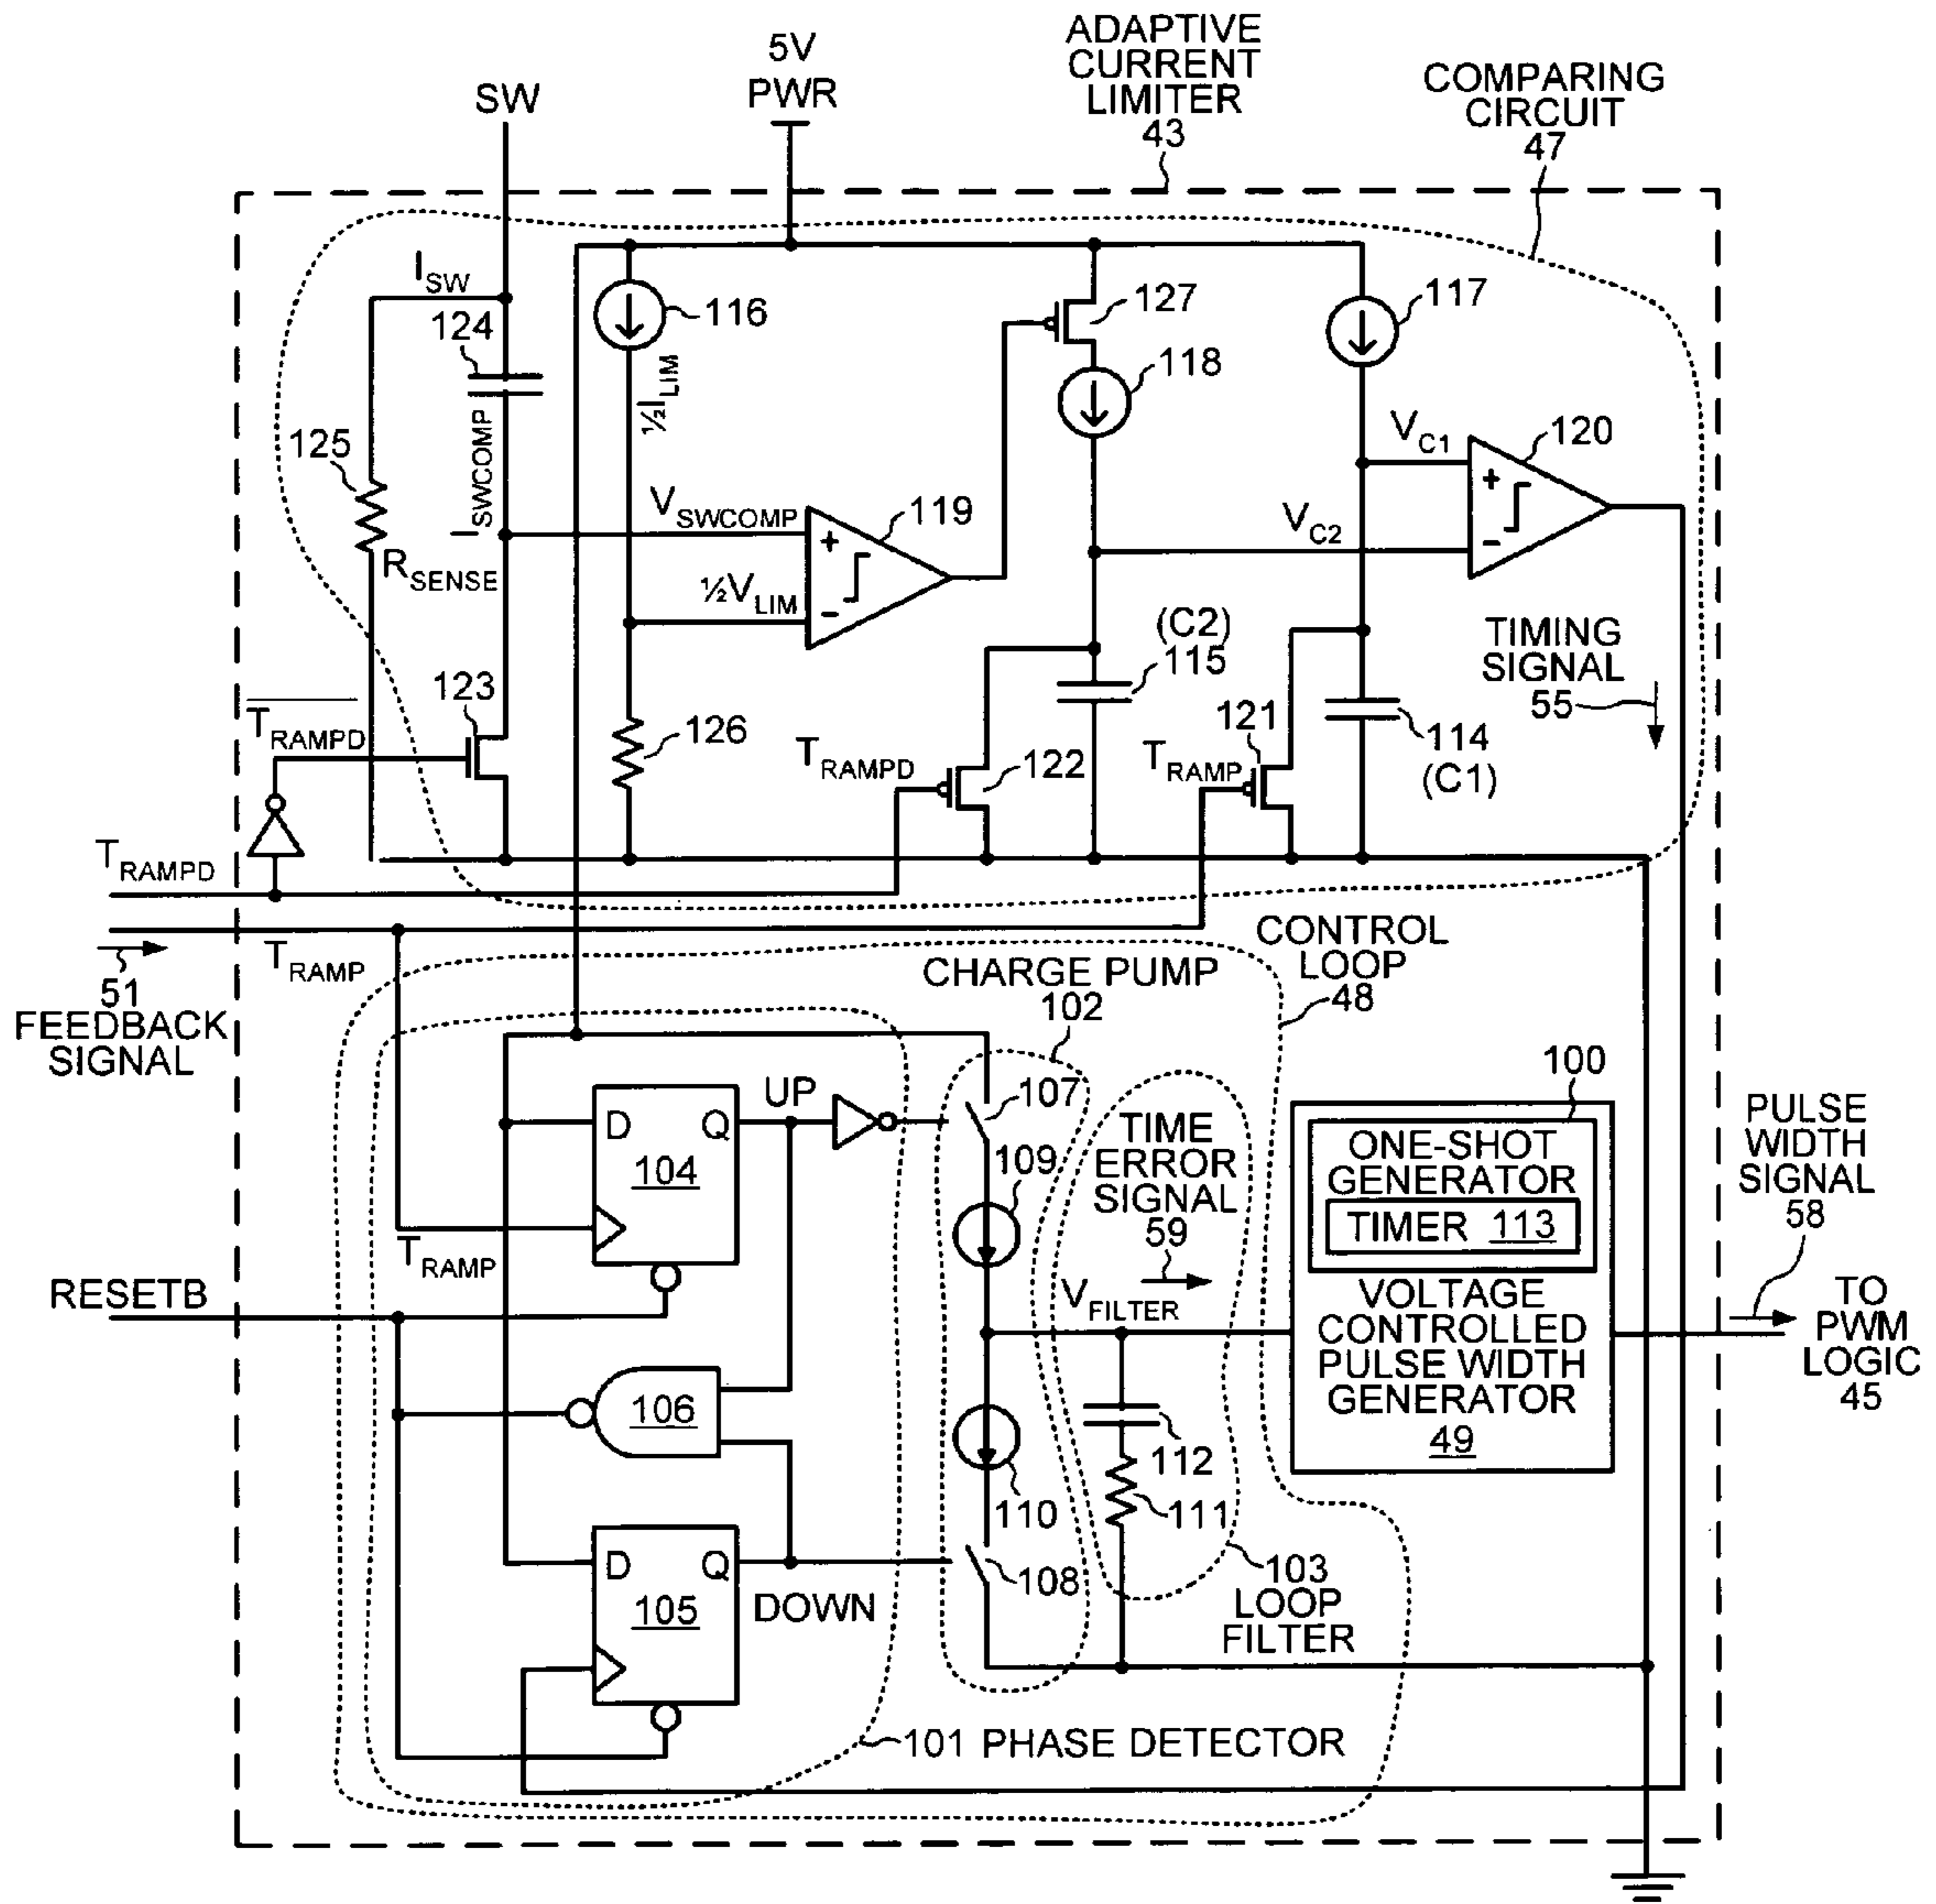 ADAPTIVE
CURRENT
LIMITER
43
COMPARING
CIRCUIT
47
5V
PWR
SW
I_SW
124
116
127
117
118
½I_LIM
I_SWCOMP
125
R_SENSE
V_SWCOMP
119
½V_LIM
V_C1
120
V_C2
+
-
+
-
(C2)
115
TIMING
SIGNAL
55
123
T_RAMPD
126
T_RAMPD
122
T_RAMP
121
114
(C1)
T_RAMPD
T_RAMP
51
FEEDBACK
SIGNAL
CONTROL
LOOP
48
CHARGE PUMP
102
100
UP
107
D
Q
104
T_RAMP
109
TIME
ERROR
SIGNAL
59
V_FILTER
ONE-SHOT
GENERATOR
TIMER 113
VOLTAGE
CONTROLLED
PULSE WIDTH
GENERATOR
49
PULSE
WIDTH
SIGNAL
58
TO
PWM
LOGIC
45
RESETB
106
110
112
111
D
Q
105
DOWN
108
103
LOOP
FILTER
101 PHASE DETECTOR